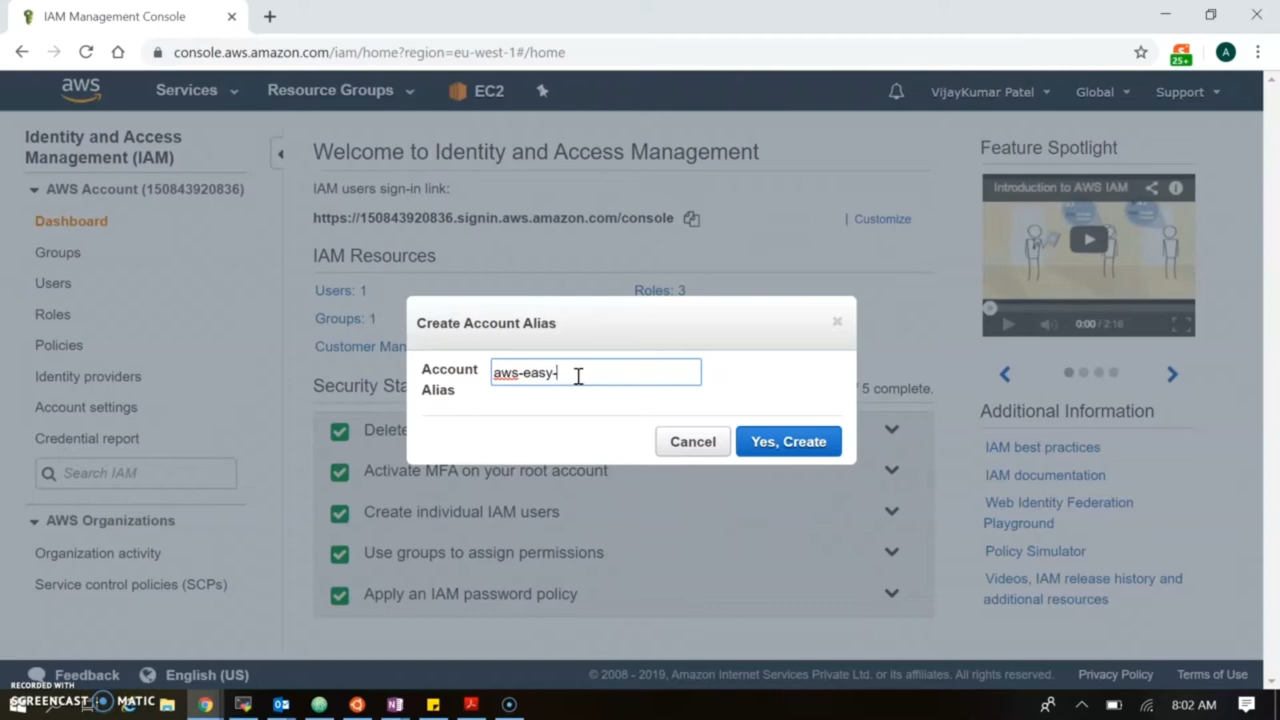 IAM Management Console
console.aws.amazon.com/iam/home?region=eu-west-1#/home
25+
A
aws
Services
Resource Groups
EC2
VijayKumar Patel
Global
Support
Identity and Access
Management (IAM)
AWS Account (150843920836)
Dashboard
Groups
Users
Roles
Policies
Identity providers
Account settings
Credential report
Search IAM
AWS Organizations
Organization activity
Service control policies (SCPs)
Welcome to Identity and Access Management
IAM users sign-in link:
https://150843920836.signin.aws.amazon.com/console
| Customize
IAM Resources
Users: 1
Roles: 3
Groups: 1
Customer Man
Security Sta
5 complete.
Create Account Alias
Account
Alias
aws-easy-
Cancel
Yes, Create
Delete
Activate MFA on your root account
Create individual IAM users
Use groups to assign permissions
Apply an IAM password policy
Feature Spotlight
Introduction to AWS IAM
0:00 / 2:16
Additional Information
IAM best practices
IAM documentation
Web Identity Federation
Playground
Policy Simulator
Videos, IAM release history and
additional resources
Feedback
English (US)
© 2008 - 2019, Amazon Internet Services Private Ltd. or its affiliates. All rights reserved.
Privacy Policy
Terms of Use
RECORDED WITH
SCREENCAST MATIC
8:02 AM